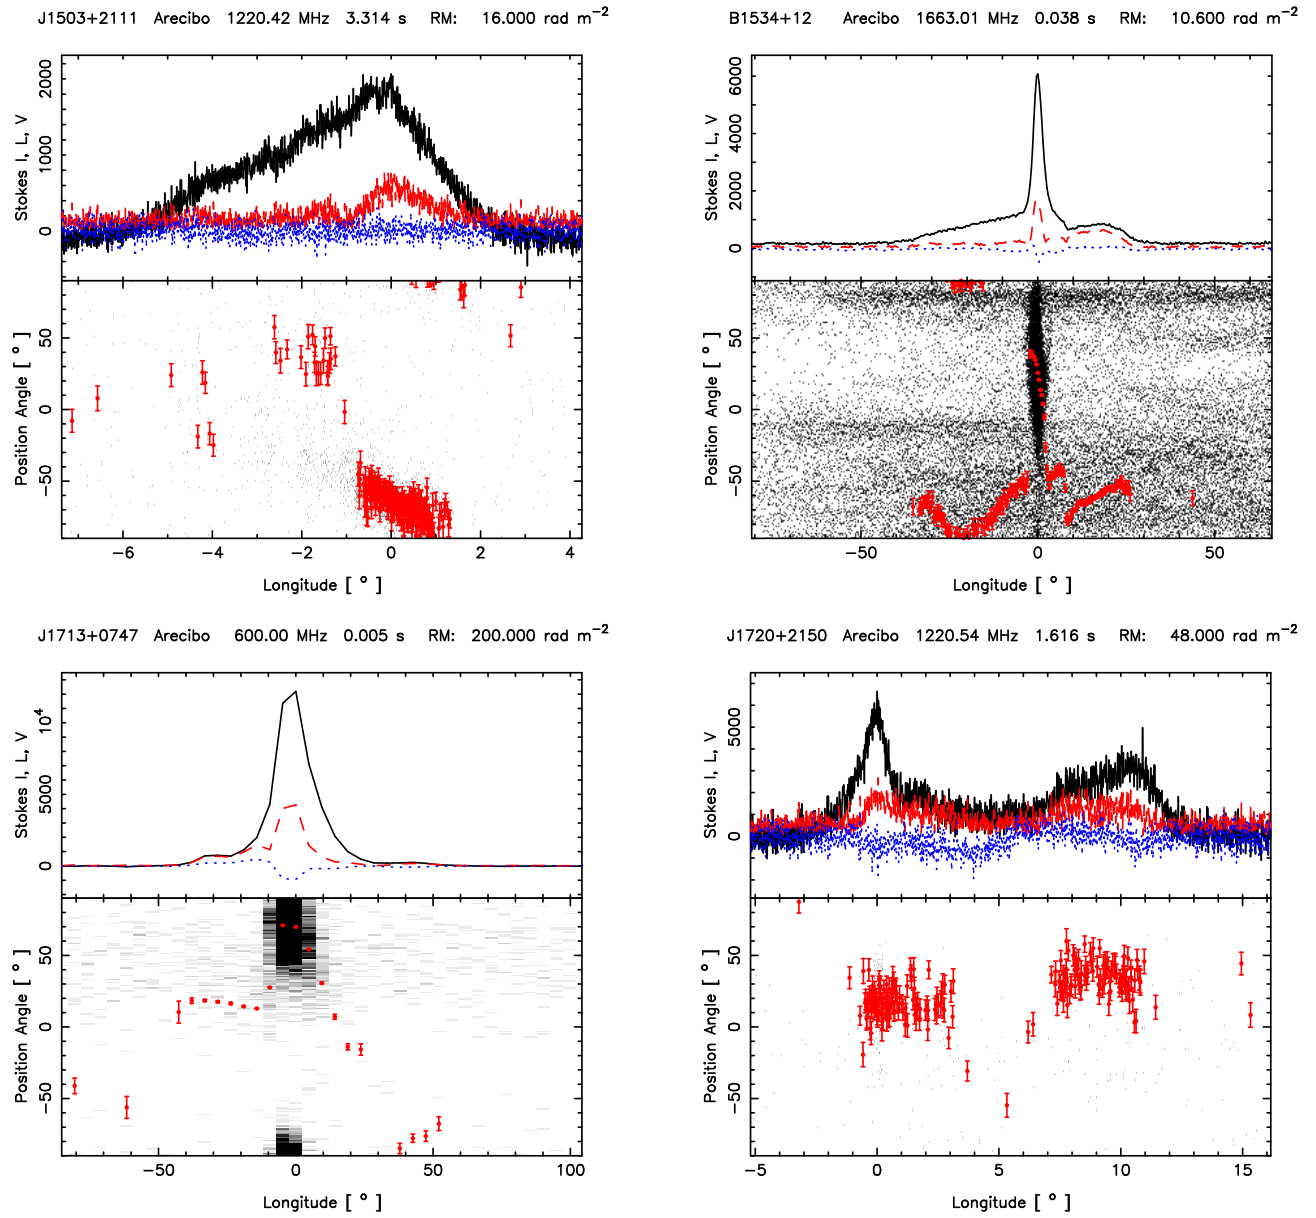 J1503+2111 Arecibo 1220.42 MHz 3.314 s RM: 16.000 rad m−2
Stokes I, L, V
0 1000 2000
Position Angle [ ° ]
−50 0 50
−6 −4 −2 0 2 4
Longitude [ ° ]
B1534+12 Arecibo 1663.01 MHz 0.038 s RM: 10.600 rad m−2
Stokes I, L, V
0 2000 4000 6000
Position Angle [ ° ]
−50 0 50
−50 0 50
Longitude [ ° ]
J1713+0747 Arecibo 600.00 MHz 0.005 s RM: 200.000 rad m−2
Stokes I, L, V
0 5000 10⁴
Position Angle [ ° ]
−50 0 50
−50 0 50 100
Longitude [ ° ]
J1720+2150 Arecibo 1220.54 MHz 1.616 s RM: 48.000 rad m−2
Stokes I, L, V
0 5000
Position Angle [ ° ]
−50 0 50
−5 0 5 10 15
Longitude [ ° ]